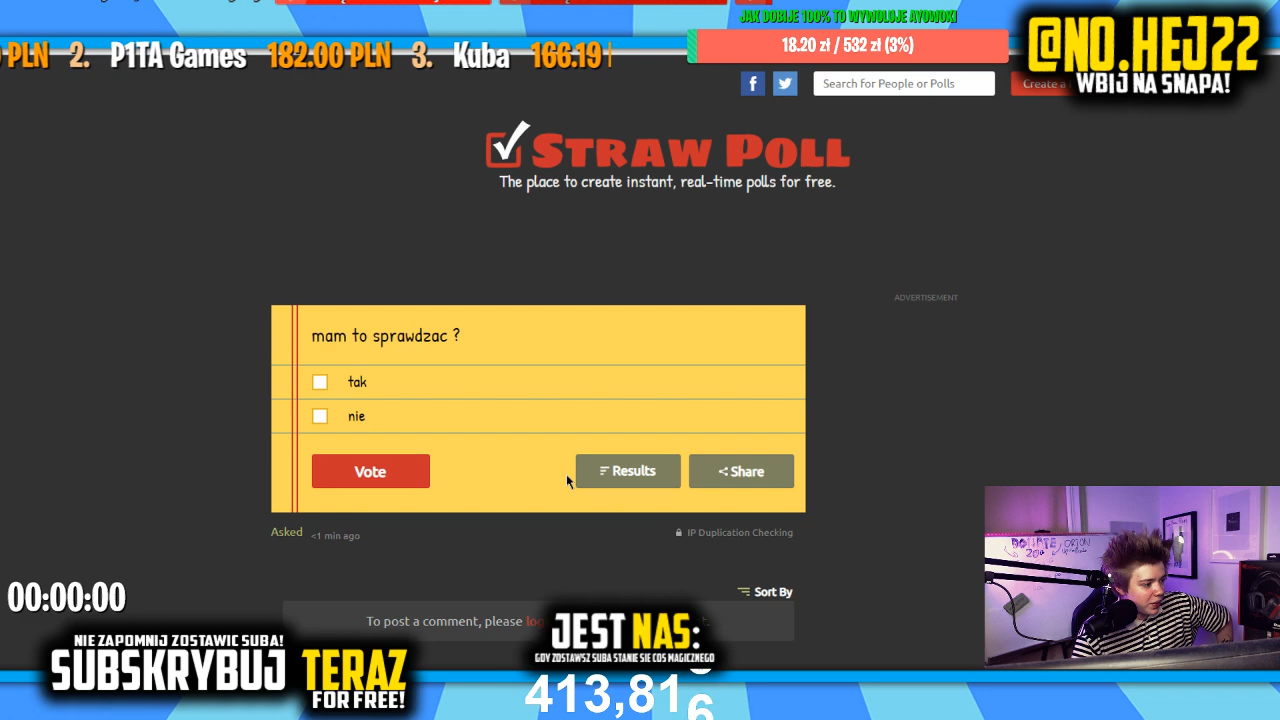 JAK DOBIJE 100% TO WYWOLUJE AYOWOKI
PLN 2. P1TA Games 182.00 PLN 3. Kuba 166.19
18.20 zł / 532 zł (3%)
@NO.HEJ22
WBIJ NA SNAPA!
Search for People or Polls
Create a
STRAW POLL
The place to create instant, real-time polls for free.
ADVERTISEMENT
mam to sprawdzac ?
tak
nie
Vote
Results
Share
Asked <1 min ago
IP Duplication Checking
Sort By
00:00:00
To post a comment, please
NIE ZAPOMNIJ ZOSTAWIC SUBA!
SUBSKRYBUJ TERAZ
FOR FREE!
JEST NAS:
GDY ZOSTAWSZ SUBA STANIE SIE COS MAGICZNEGO
413,816
DONATE